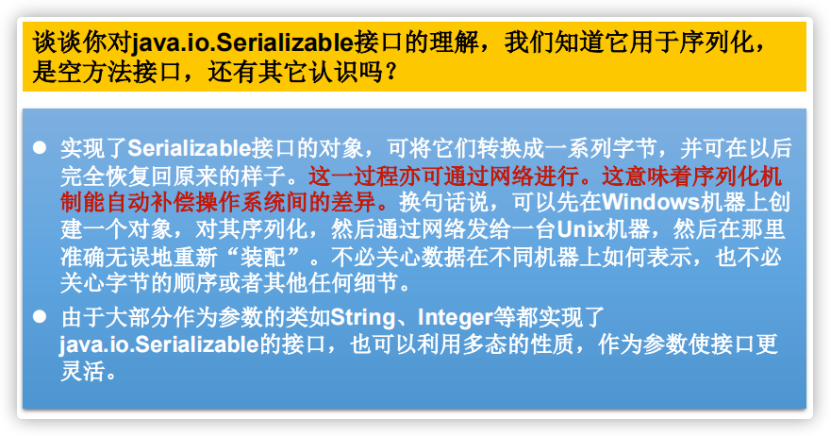 谈谈你对java.io.Serializable接口的理解，我们知道它用于序列化，
是空方法接口，还有其它认识吗？
● 实现了Serializable接口的对象，可将它们转换成一系列字节，并可在以后
完全恢复回原来的样子。这一过程亦可通过网络进行。这意味着序列化机
制能自动补偿操作系统间的差异。换句话说，可以先在Windows机器上创
建一个对象，对其序列化，然后通过网络发给一台Unix机器，然后在那里
准确无误地重新“装配”。不必关心数据在不同机器上如何表示，也不必
关心字节的顺序或者其他任何细节。
● 由于大部分作为参数的类如String、Integer等都实现了
java.io.Serializable的接口，也可以利用多态的性质，作为参数使接口更
灵活。